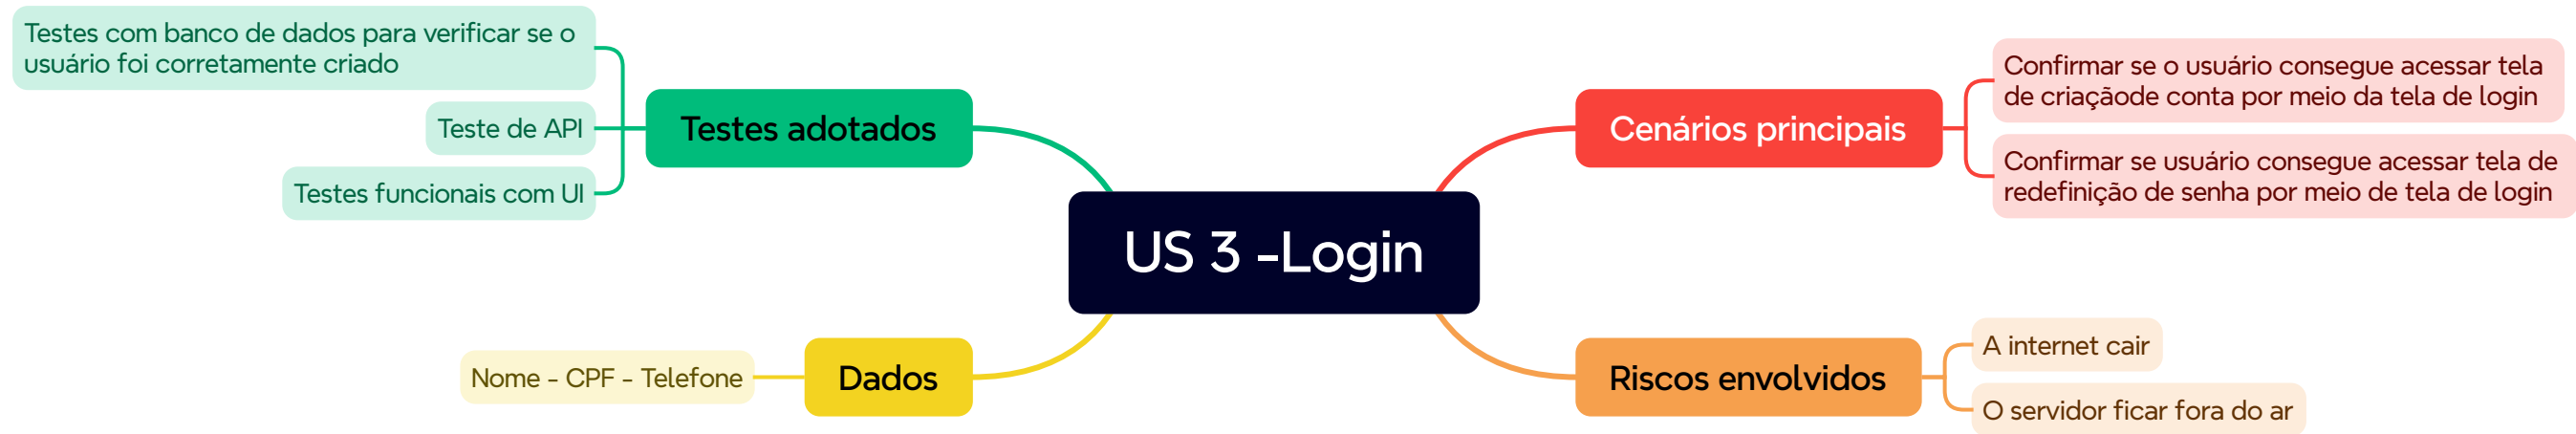 Testes com banco de dados para verificar se o
usuário foi corretamente criado
Teste de API
Testes funcionais com UI
Testes adotados
Nome - CPF - Telefone
Dados
US 3 -Login
Cenários principais
Confirmar se o usuário consegue acessar tela
de criaçãode conta por meio da tela de login
Confirmar se usuário consegue acessar tela de
redefinição de senha por meio de tela de login
Riscos envolvidos
A internet cair
O servidor ficar fora do ar